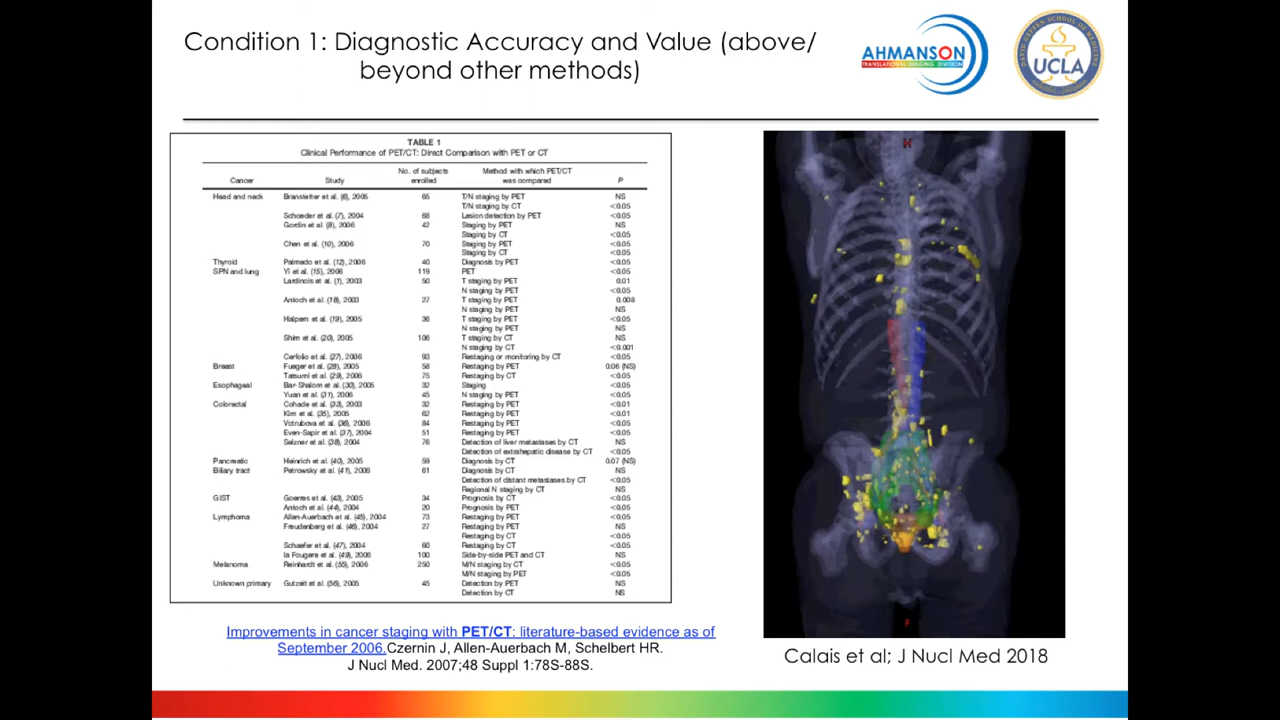 Condition 1: Diagnostic Accuracy and Value (above/
beyond other methods)
AHMANSON
TRANSLATIONAL IMAGING DIVISION
UCLA
TABLE 1
Clinical Performance of PET/CT: Direct Comparison with PET or CT
Cancer Study No. of subjects enrolled Method with which PET/CT was compared P
Head and neck Branstetter et al. (6), 2005 65 T/N staging by PET NS
T/N staging by CT <0.05
Schoeder et al. (7), 2004 68 Lesion detection by PET <0.05
Gordin et al. (8), 2006 42 Staging by PET NS
Staging by CT <0.05
Chen et al. (10), 2006 70 Staging by PET <0.05
Staging by CT <0.05
Thyroid Palmedo et al. (12), 2006 40 Diagnosis by PET <0.05
SPN and lung Yi et al. (15), 2006 119 PET <0.05
Lardinois et al. (1), 2003 50 T staging by PET 0.01
N staging by PET <0.05
Antoch et al. (18), 2003 27 T staging by PET 0.008
N staging by PET NS
Halpern et al. (19), 2005 36 T staging by PET <0.05
N staging by PET NS
Shim et al. (20), 2005 106 T staging by CT NS
N staging by CT <0.001
Cerfolio et al. (27), 2006 93 Restaging or monitoring by CT <0.05
Breast Fueger et al. (28), 2005 58 Restaging by PET 0.06 (NS)
Tatsumi et al. (29), 2006 75 Restaging by CT <0.05
Esophageal Bar-Shalom et al. (30), 2005 32 Staging <0.05
Yuan et al. (31), 2006 45 N staging by PET <0.05
Colorectal Cohade et al. (33), 2003 32 Restaging by PET <0.01
Kim et al. (35), 2005 62 Restaging by PET <0.01
Votrubova et al. (36), 2006 84 Restaging by PET <0.05
Even-Sapir et al. (37), 2004 51 Restaging by PET <0.05
Selzner et al. (38), 2004 76 Detection of liver metastases by CT NS
Detection of extrahepatic disease by CT <0.05
Pancreatic Heinrich et al. (40), 2005 59 Diagnosis by CT 0.07 (NS)
Biliary tract Petrowsky et al. (41), 2006 61 Diagnosis by CT NS
Detection of distant metastases by CT <0.05
Regional N staging by CT NS
GIST Goerres et al. (43), 2005 34 Prognosis by CT <0.05
Antoch et al. (44), 2004 20 Prognosis by PET <0.05
Lymphoma Allen-Auerbach et al. (45), 2004 73 Restaging by PET <0.05
Freudenberg et al. (46), 2004 27 Restaging by PET NS
Restaging by CT <0.05
Schaefer et al. (47), 2004 60 Restaging by CT <0.05
la Fougere et al. (49), 2006 100 Side-by-side PET and CT NS
Melanoma Reinhardt et al. (55), 2006 250 M/N staging by CT <0.05
M/N staging by PET <0.05
Unknown primary Gutzeit et al. (56), 2005 45 Detection by PET NS
Detection by CT NS
H
F
Improvements in cancer staging with PET/CT: literature-based evidence as of
September 2006.Czernin J, Allen-Auerbach M, Schelbert HR.
J Nucl Med. 2007;48 Suppl 1:78S-88S.
Calais et al; J Nucl Med 2018